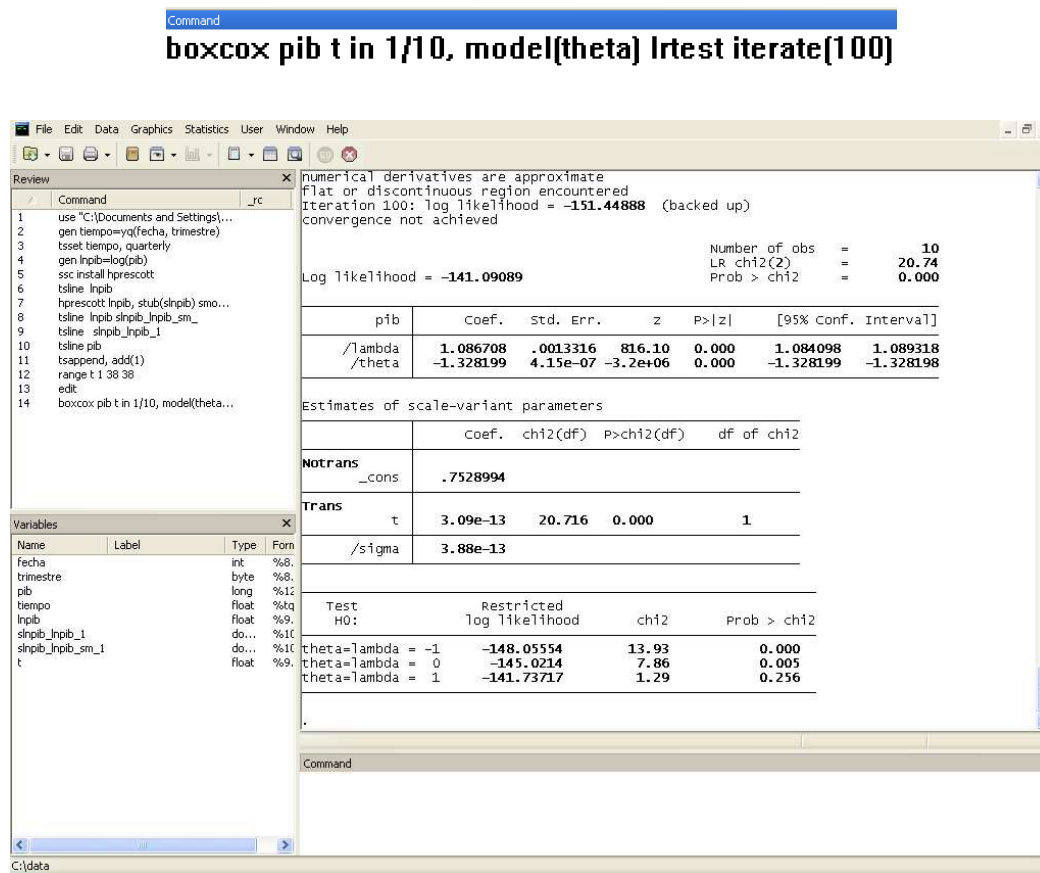 Command
boxcox pib t in 1/10, model(theta) lrtest iterate(100)
File Edit Data Graphics Statistics User Window Help
Review
Command _rc
1 use "C:\Documents and Settings\...
2 gen tiempo=yq(fecha, trimestre)
3 tsset tiempo, quarterly
4 gen lnpib=log(pib)
5 ssc install hprescott
6 tsline lnpib
7 hprescott lnpib, stub(slnpib) smo...
8 tsline lnpib slnpib_lnpib_sm_
9 tsline slnpib_lnpib_1
10 tsline pib
11 tsappend, add(1)
12 range t 1 38 38
13 edit
14 boxcox pib t in 1/10, model(theta...
Variables
Name Label Type Forn
fecha int %8.
trimestre byte %8.
pib long %12
tiempo float %tq
lnpib float %9.
slnpib_lnpib_1 do... %10
slnpib_lnpib_sm_1 do... %10
t float %9.
numerical derivatives are approximate
flat or discontinuous region encountered
Iteration 100: log likelihood = -151.44888 (backed up)
convergence not achieved
Number of obs = 10
LR chi2(2) = 20.74
Log likelihood = -141.09089 Prob > chi2 = 0.000
pib Coef. Std. Err. z P>|z| [95% Conf. Interval]
/lambda 1.086708 .0013316 816.10 0.000 1.084098 1.089318
/theta -1.328199 4.15e-07 -3.2e+06 0.000 -1.328199 -1.328198
Estimates of scale-variant parameters
Coef. chi2(df) P>chi2(df) df of chi2
Notrans
_cons .7528994
Trans
t 3.09e-13 20.716 0.000 1
/sigma 3.88e-13
Test Restricted
H0: log likelihood chi2 Prob > chi2
theta=lambda = -1 -148.05554 13.93 0.000
theta=lambda = 0 -145.0214 7.86 0.005
theta=lambda = 1 -141.73717 1.29 0.256
.
Command
C:\data